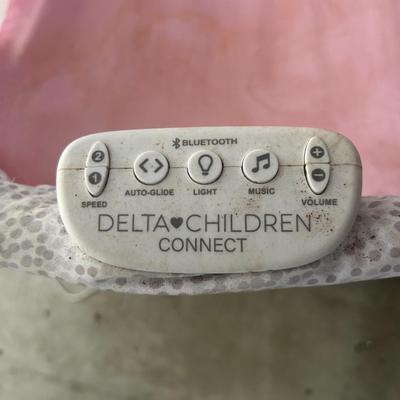 BLUETOOTH
2
1
+
−
SPEED
AUTO-GLIDE
LIGHT
MUSIC
VOLUME
DELTA♥CHILDREN
CONNECT